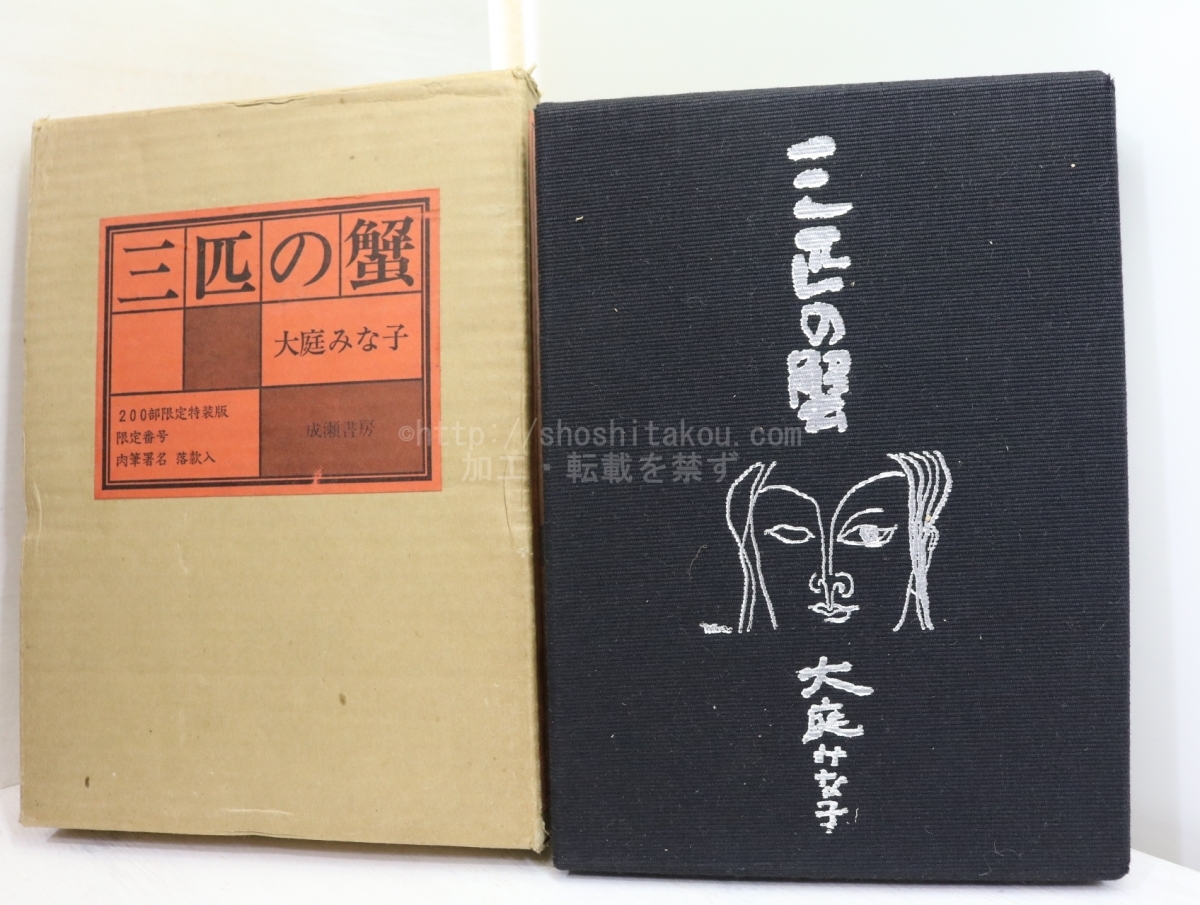 三匹の蟹
大庭みな子
200部限定特装版
限定番号
肉筆署名 落款入
成瀬書房
三匹の蟹
大庭みな子
©http://shoshitakou.com
加工・転載を禁ず